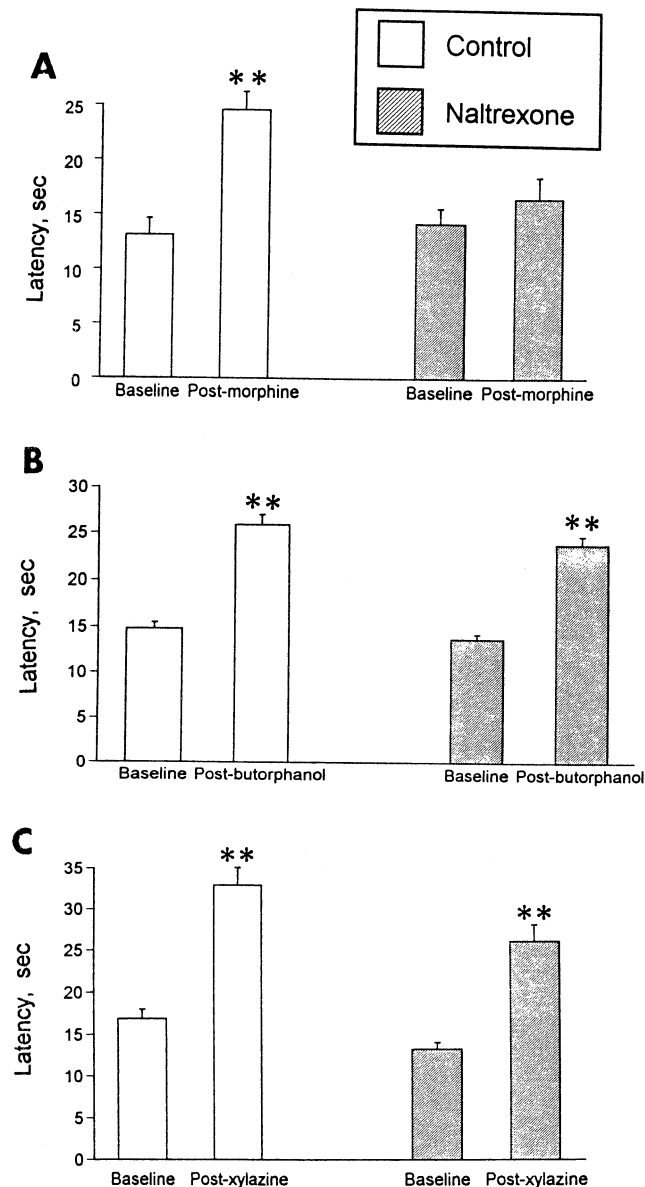 Control
Naltrexone
A
**
25
20
15
10
5
0
Latency, sec
Baseline Post-morphine
Baseline Post-morphine
B
**
**
30
25
20
15
10
5
0
Latency, sec
Baseline Post-butorphanol
Baseline Post-butorphanol
C
**
**
35
30
25
20
15
10
5
0
Latency, sec
Baseline Post-xylazine
Baseline Post-xylazine